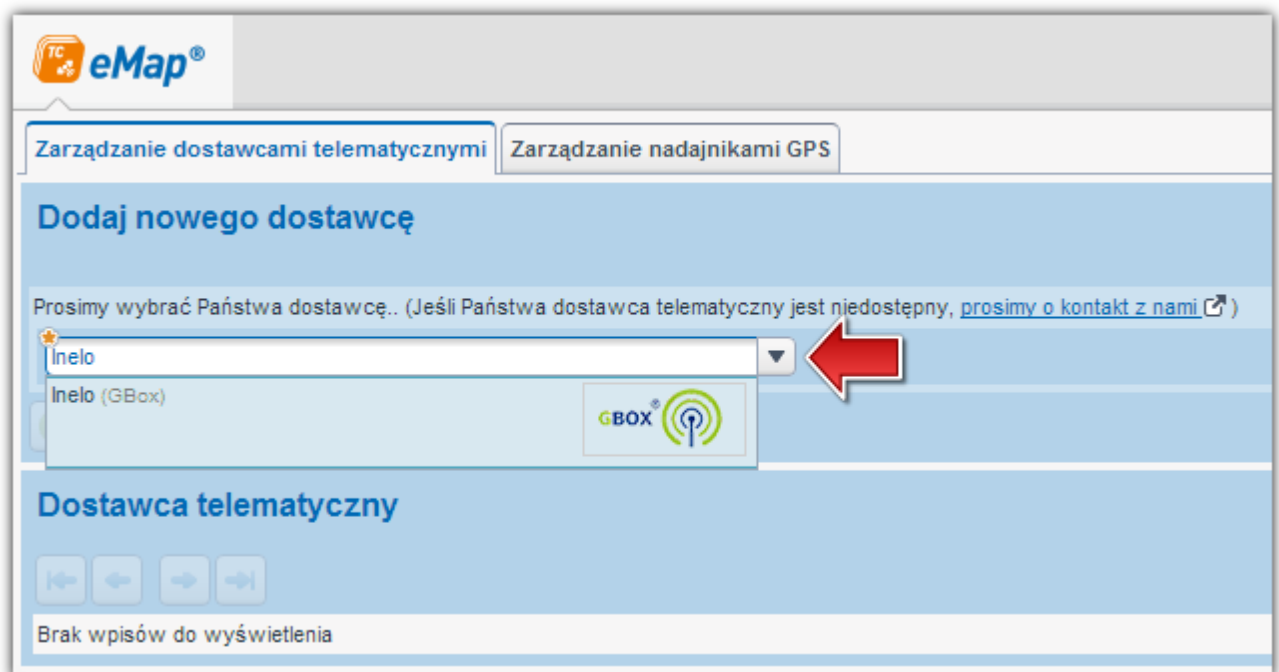 TC eMap®
Zarządzanie dostawcami telematycznymi Zarządzanie nadajnikami GPS
Dodaj nowego dostawcę
Prosimy wybrać Państwa dostawcę.. (Jeśli Państwa dostawca telematyczny jest niedostępny, prosimy o kontakt z nami )
Inelo
Inelo (GBox)
GBOX®
Dostawca telematyczny
Brak wpisów do wyświetlenia